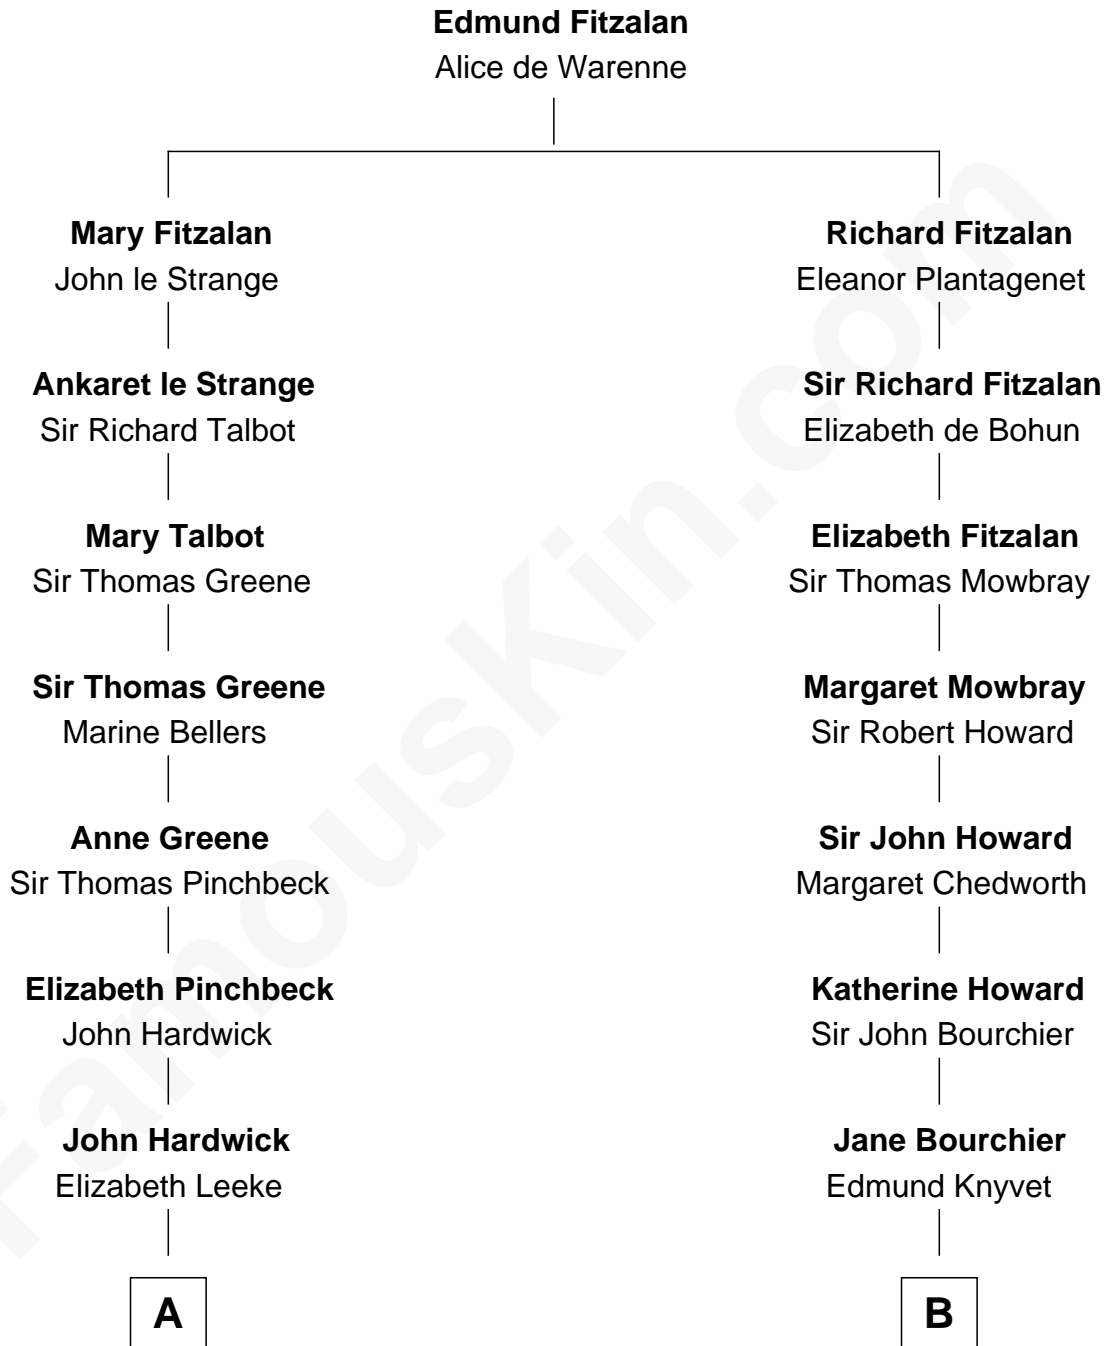 Edmund Fitzalan
Alice de Warenne
Mary Fitzalan
John le Strange
Richard Fitzalan
Eleanor Plantagenet
Ankaret le Strange
Sir Richard Talbot
Sir Richard Fitzalan
Elizabeth de Bohun
Mary Talbot
Sir Thomas Greene
Elizabeth Fitzalan
Sir Thomas Mowbray
Sir Thomas Greene
Marine Bellers
Margaret Mowbray
Sir Robert Howard
Anne Greene
Sir Thomas Pinchbeck
Sir John Howard
Margaret Chedworth
Elizabeth Pinchbeck
John Hardwick
Katherine Howard
Sir John Bourchier
John Hardwick
Elizabeth Leeke
Jane Bourchier
Edmund Knyvet
A
B
FamousKin.com